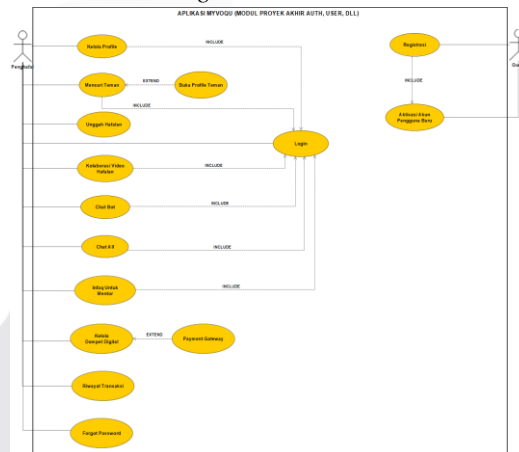 APLIKASI MYVOQU (MODUL PROYEK AKHIR AUTH, USER, DLL)
Kelola Profile
INCLUDE
Registrasi
Mencari Teman
EXTEND
Buka Profile Teman
INCLUDE
INCLUDE
Unggah Hafalan
Aktivasi Akun
Pengguna Baru
Login
Kolaborasi Video
Hafalan
INCLUDE
Chat Bot
INCLUDE
Chat All
INCLUDE
Infaq Untuk
Mentor
INCLUDE
Kelola
Dompet Digital
EXTEND
Payment Gateway
Riwayat Transaksi
Forget Password